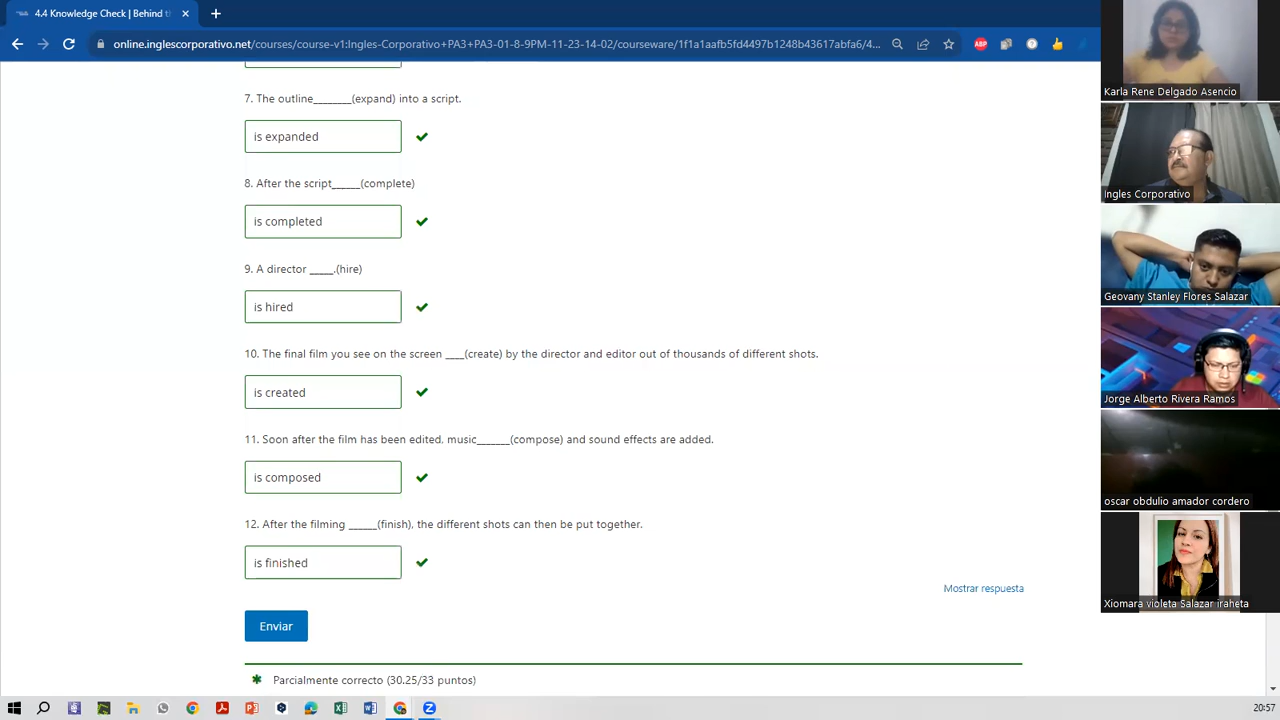 4.4 Knowledge Check | Behind t
online.inglescorporativo.net/courses/course-v1:Ingles-Corporativo+PA3+PA3-01-8-9PM-11-23-14-02/courseware/1f1a1aafb5fd4497b1248b43617abfa6/4...
ABP
7. The outline________(expand) into a script.
is expanded
8. After the script______(complete)
is completed
9. A director _____.(hire)
is hired
10. The final film you see on the screen ____(create) by the director and editor out of thousands of different shots.
is created
11. Soon after the film has been edited. music_______(compose) and sound effects are added.
is composed
12. After the filming ______(finish), the different shots can then be put together.
is finished
Mostrar respuesta
Enviar
Parcialmente correcto (30.25/33 puntos)
Karla Rene Delgado Asencio
Ingles Corporativo
Geovany Stanley Flores Salazar
Jorge Alberto Rivera Ramos
oscar obdulio amador cordero
Xiomara violeta Salazar iraheta
20:57